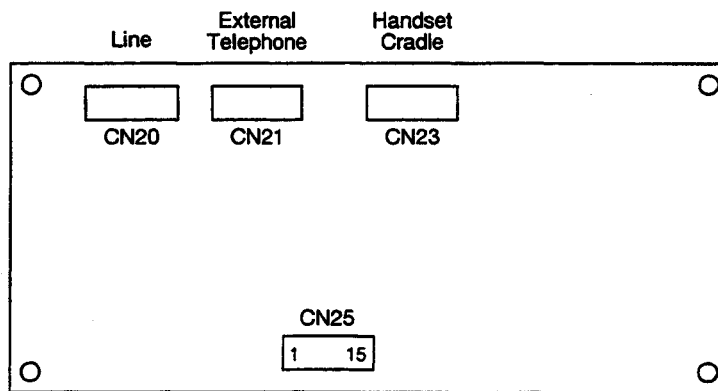 Line
External
Telephone
Handset
Cradle
CN20
CN21
CN23
CN25
1 15